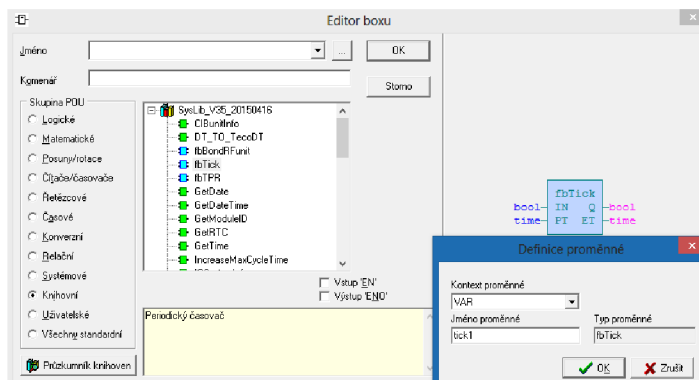 Editor boxu
Jméno
...
OK
Komenář
Storno
Skupina POU
Logické
Matematické
Posuny/rotace
Čítače/časovače
Řetězcové
Časové
Konverzní
Relační
Systémové
Knihovní
Uživatelské
Všechny standardní
Průzkumník knihoven
SysLib_V35_20150416
CIBunitInfo
DT_TO_TecoDT
fbBondRFunit
fbTick
fbTPR
GetDate
GetDateTime
GetModuleID
GetRTC
GetTime
IncreaseMaxCycleTime
Vstup 'EN'
Výstup 'ENO'
Periodický časovač
fbTick
bool IN Q bool
time PT ET time
Definice proměnné
Kontext proměnné
VAR
Jméno proměnné
Typ proměnné
tick1
fbTick
OK
Zrušit